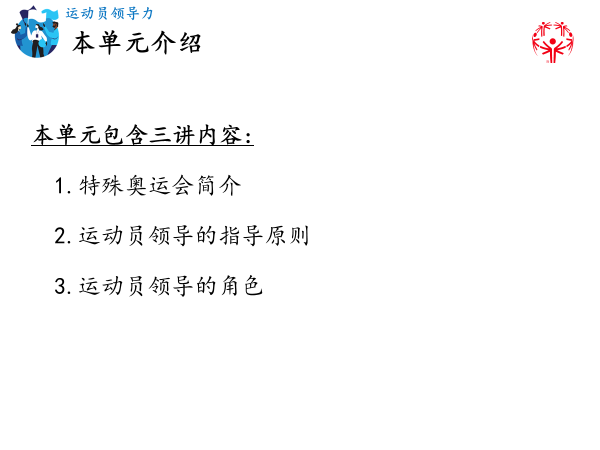 运动员领导力
本单元介绍
本单元包含三讲内容:
1.特殊奥运会简介
2.运动员领导的指导原则
3.运动员领导的角色